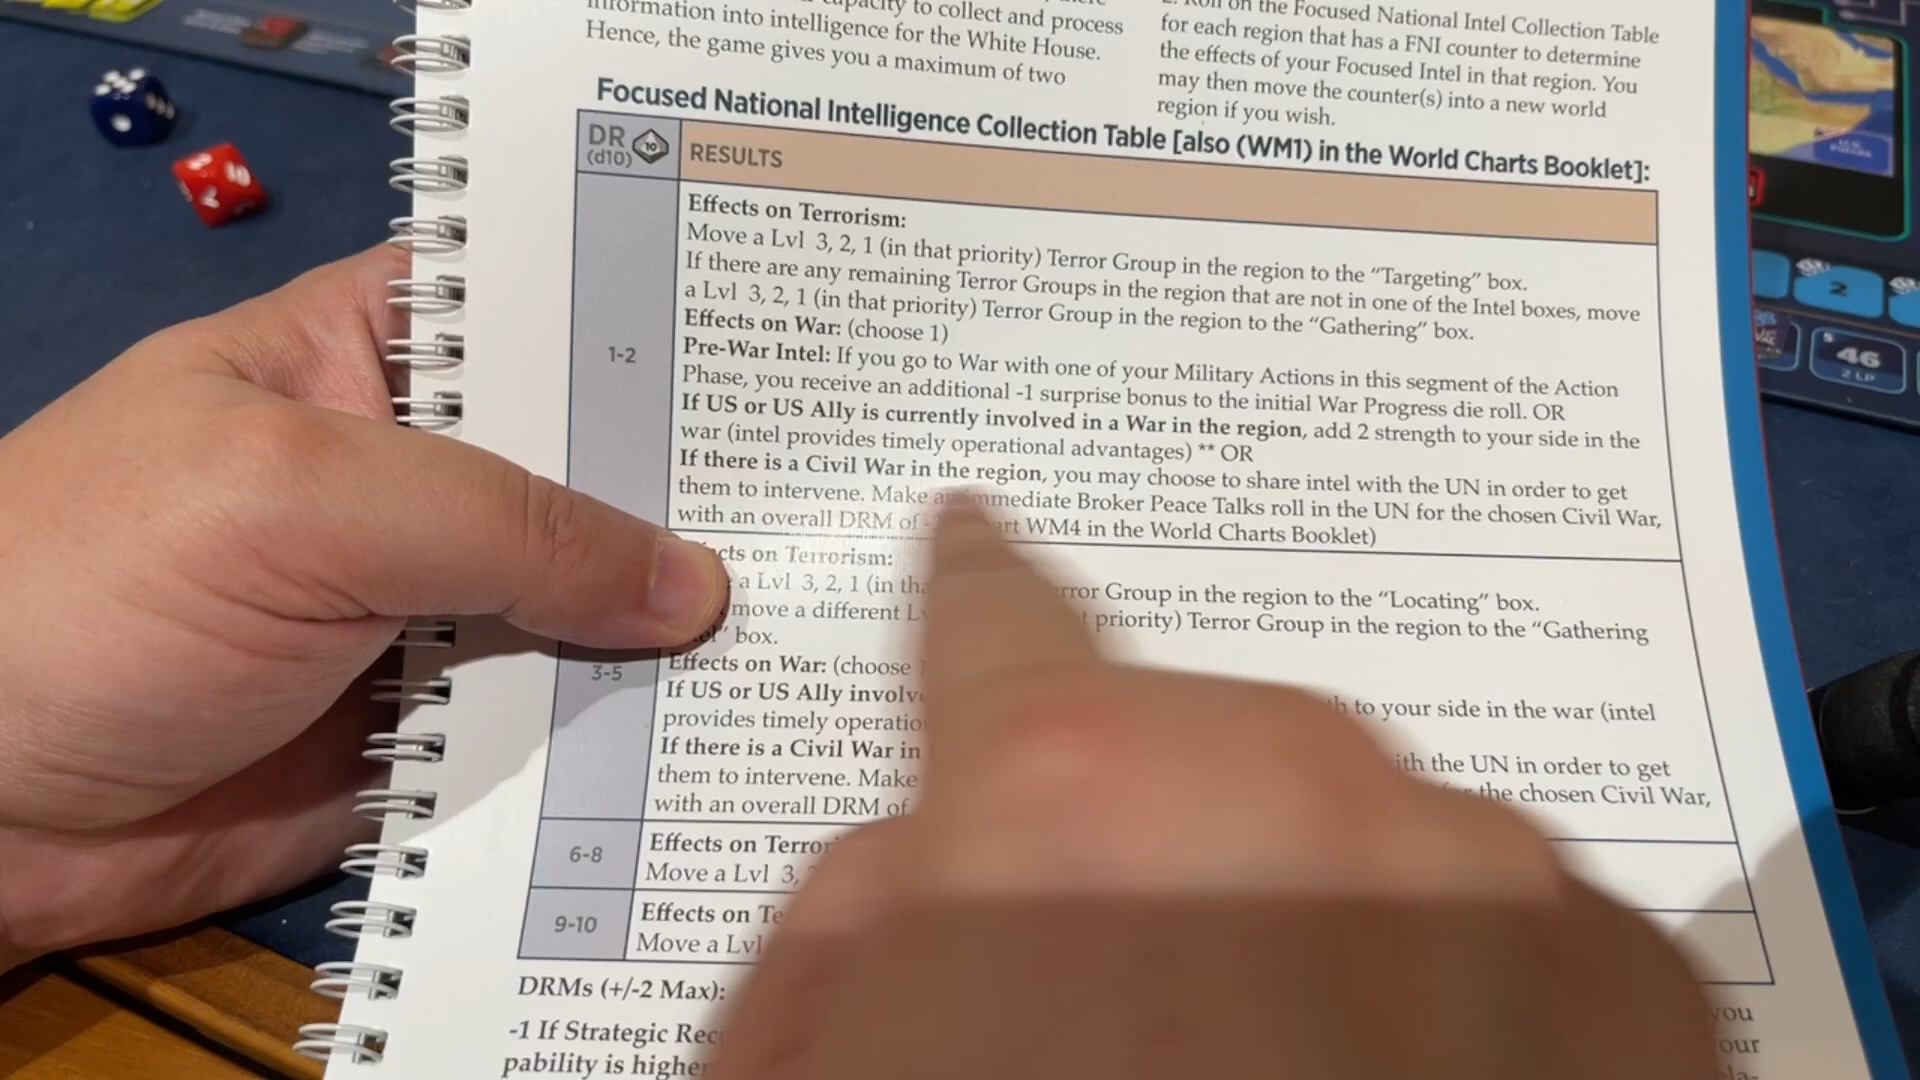 capacity to collect and process
information into intelligence for the White House.
Hence, the game gives you a maximum of two
Roll on the Focused National Intel Collection Table
for each region that has a FNI counter to determine
the effects of your Focused Intel in that region. You
may then move the counter(s) into a new world
region if you wish.
Focused National Intelligence Collection Table [also (WM1) in the World Charts Booklet]:
DR
(d10)
10
RESULTS
1-2
Effects on Terrorism:
Move a Lvl 3, 2, 1 (in that priority) Terror Group in the region to the “Targeting” box.
If there are any remaining Terror Groups in the region that are not in one of the Intel boxes, move
a Lvl 3, 2, 1 (in that priority) Terror Group in the region to the “Gathering” box.
Effects on War: (choose 1)
Pre-War Intel: If you go to War with one of your Military Actions in this segment of the Action
Phase, you receive an additional -1 surprise bonus to the initial War Progress die roll. OR
If US or US Ally is currently involved in a War in the region, add 2 strength to your side in the
war (intel provides timely operational advantages) ** OR
If there is a Civil War in the region, you may choose to share intel with the UN in order to get
them to intervene. Make an immediate Broker Peace Talks roll in the UN for the chosen Civil War,
with an overall DRM of WM4 in the World Charts Booklet)
3-5
on Terrorism:
a Lvl 3, 2, 1 (in Group in the region to the “Locating” box.
move a different priority) Terror Group in the region to the “Gathering
box.
Effects on War: (choose
If US or US Ally to your side in the war (intel
provides timely
If there is a Civil War in the UN in order to get
them to intervene. Make the chosen Civil War,
with an overall DRM of
6-8
Effects on
Move a Lvl 3,
9-10
Effects on
Move a Lvl
DRMs (+/-2 Max):
-1 If Strategic
is
you
2
46
2 LP